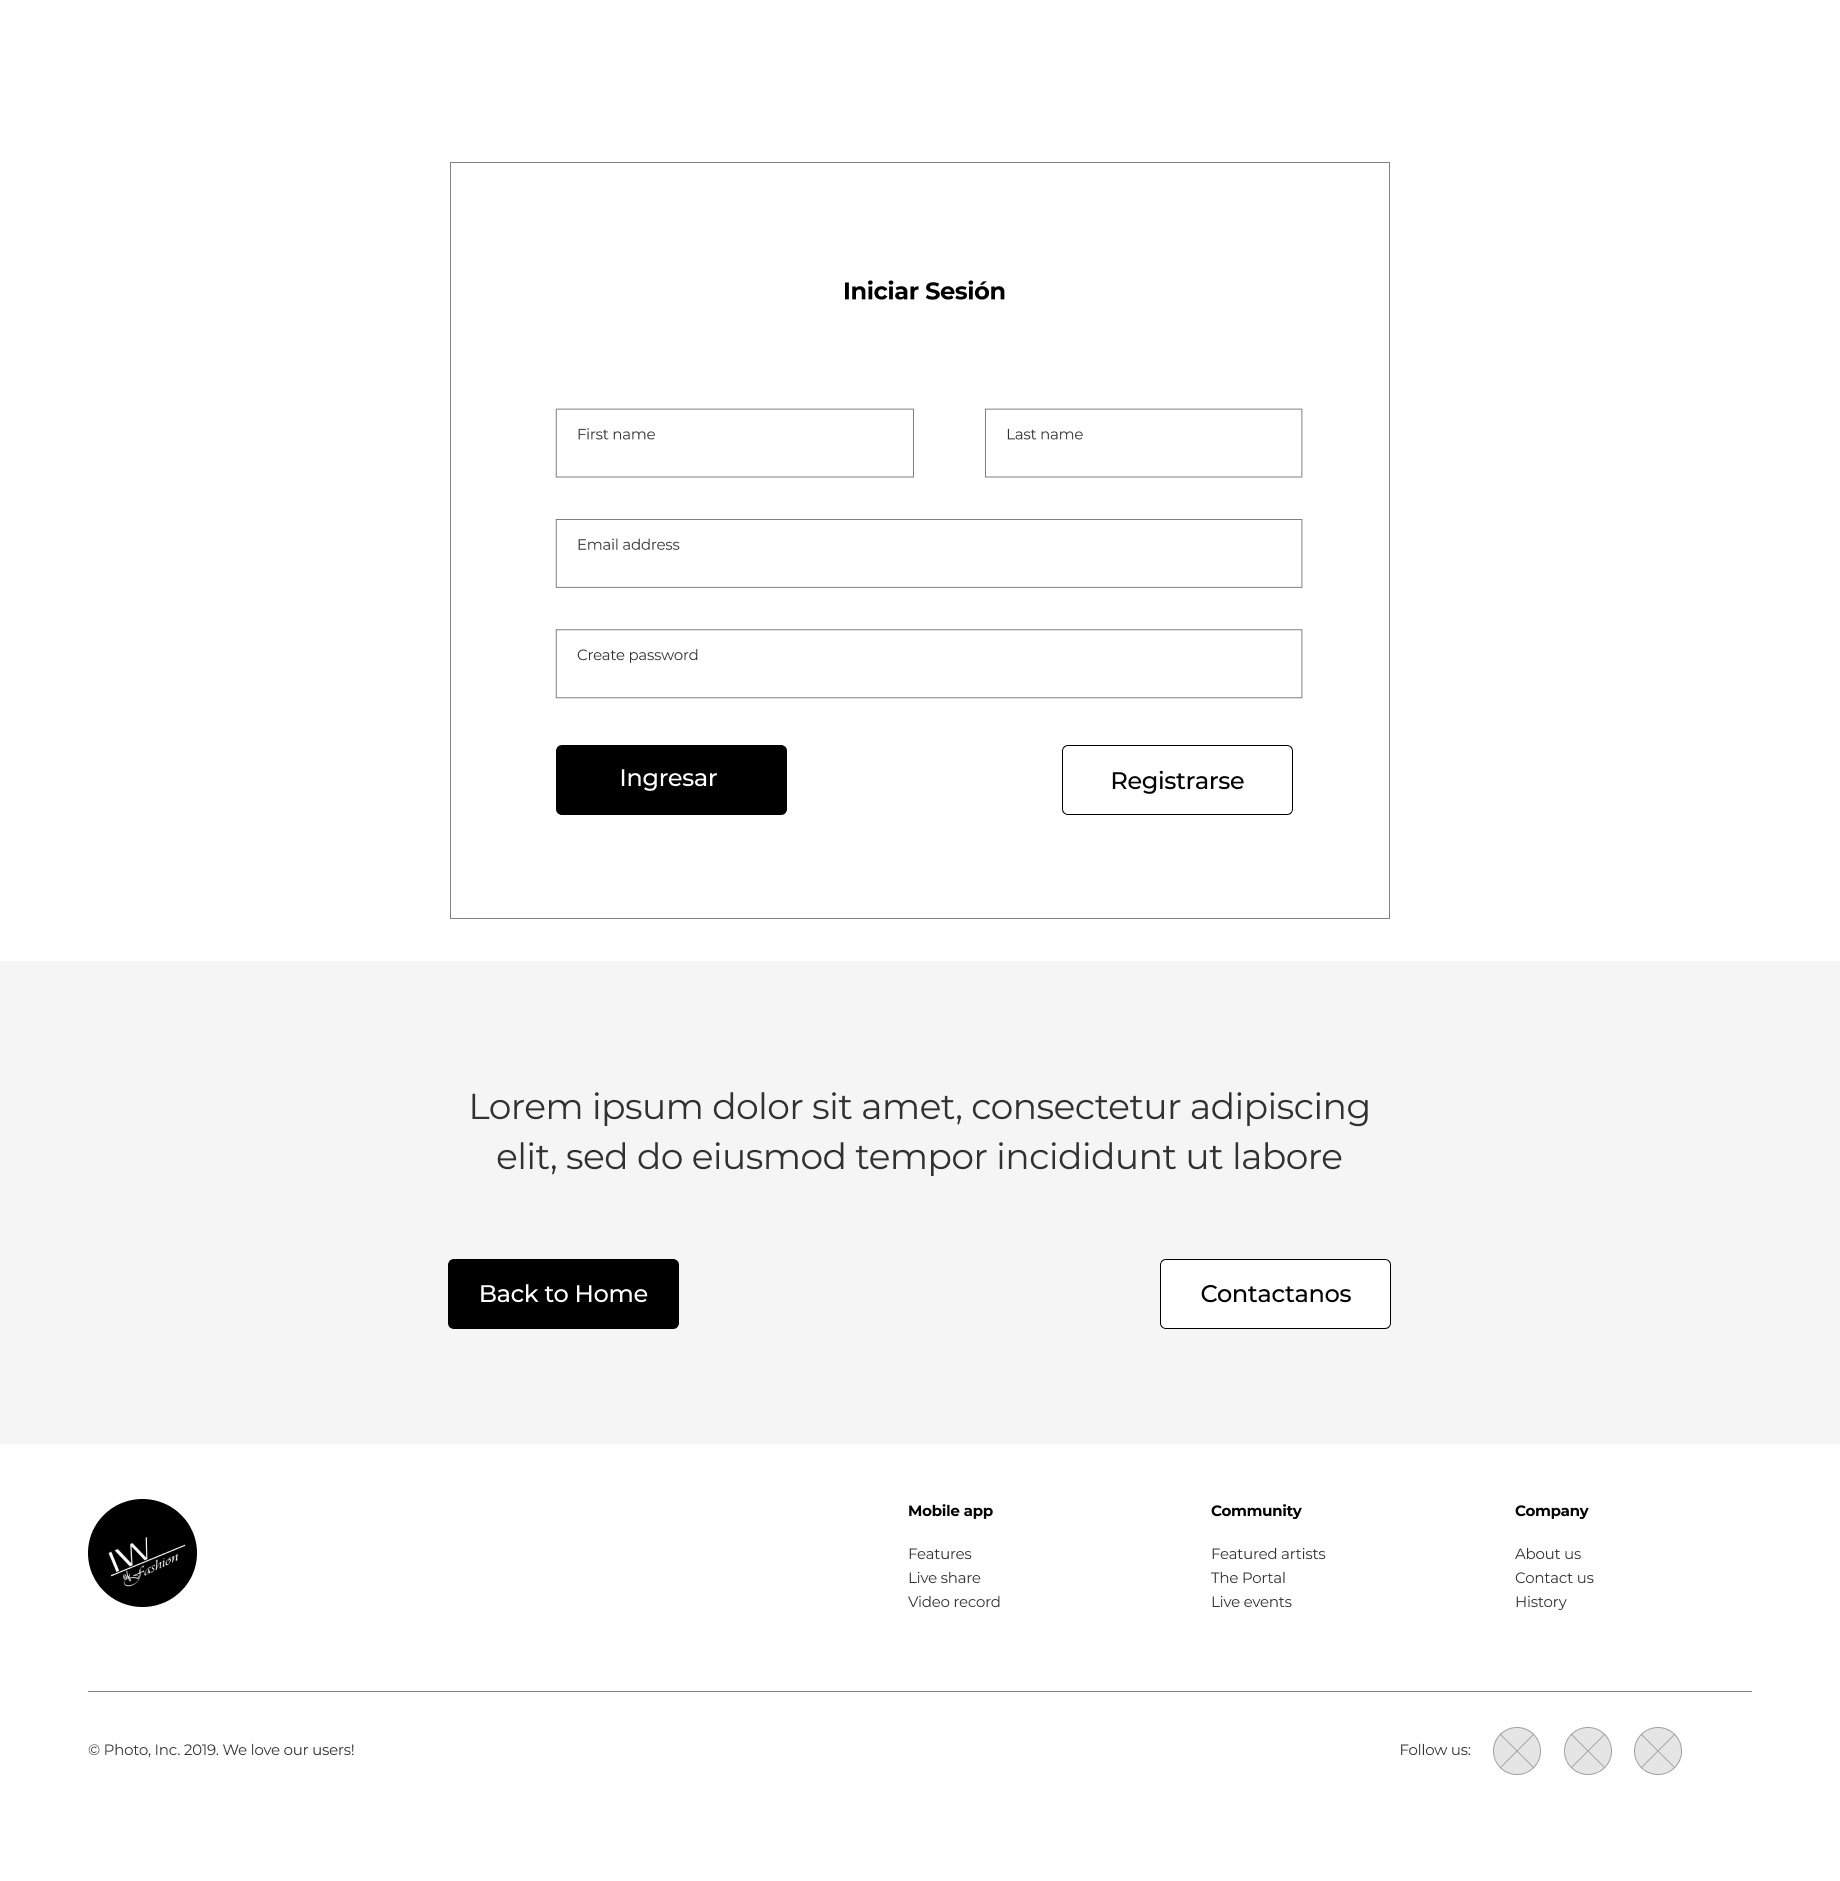 Iniciar Sesión
First name
Last name
Email address
Create password
Ingresar
Registrarse
Lorem ipsum dolor sit amet, consectetur adipiscing
elit, sed do eiusmod tempor incididunt ut labore
Back to Home
Contactanos
IW
Fashion
Mobile app
Features
Live share
Video record
Community
Featured artists
The Portal
Live events
Company
About us
Contact us
History
© Photo, Inc. 2019. We love our users!
Follow us: